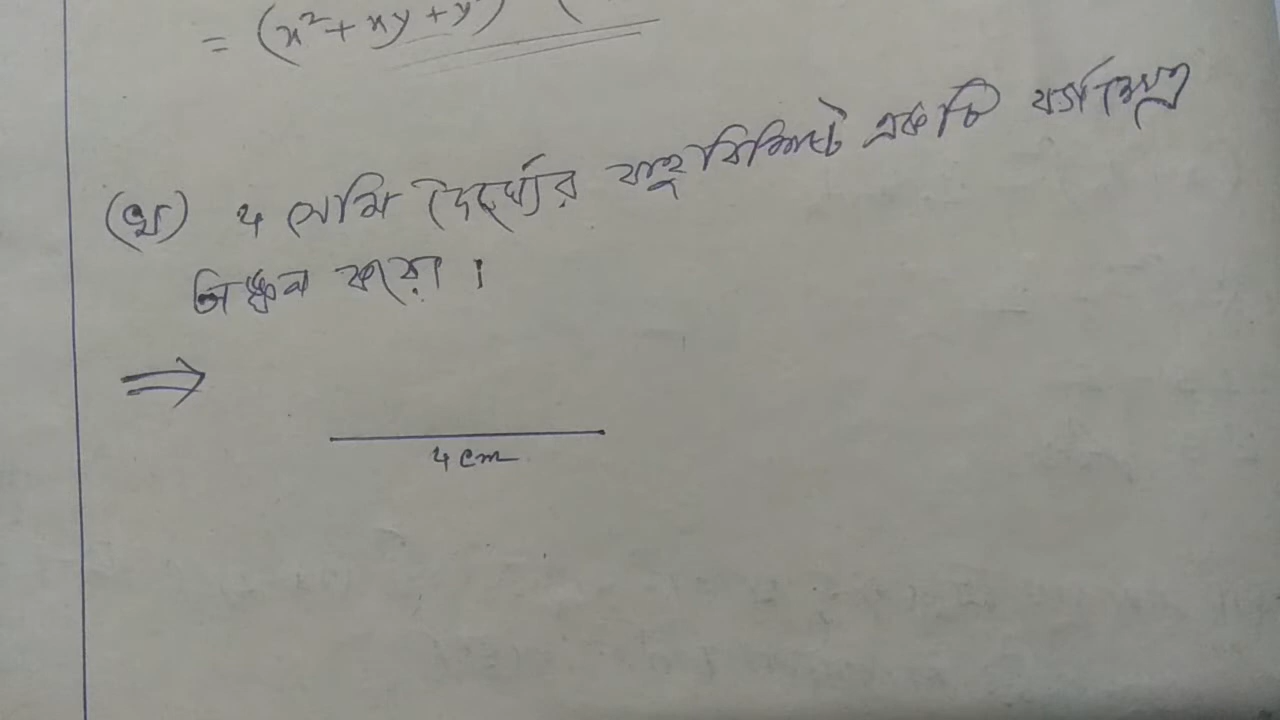 = (x²+xy+y²) (
(খ) 4 সেমি দৈর্ঘ্যের বাহু বিশিষ্ট একটি বর্গক্ষেত্র
অঙ্কন করো।
⇒
4 cm